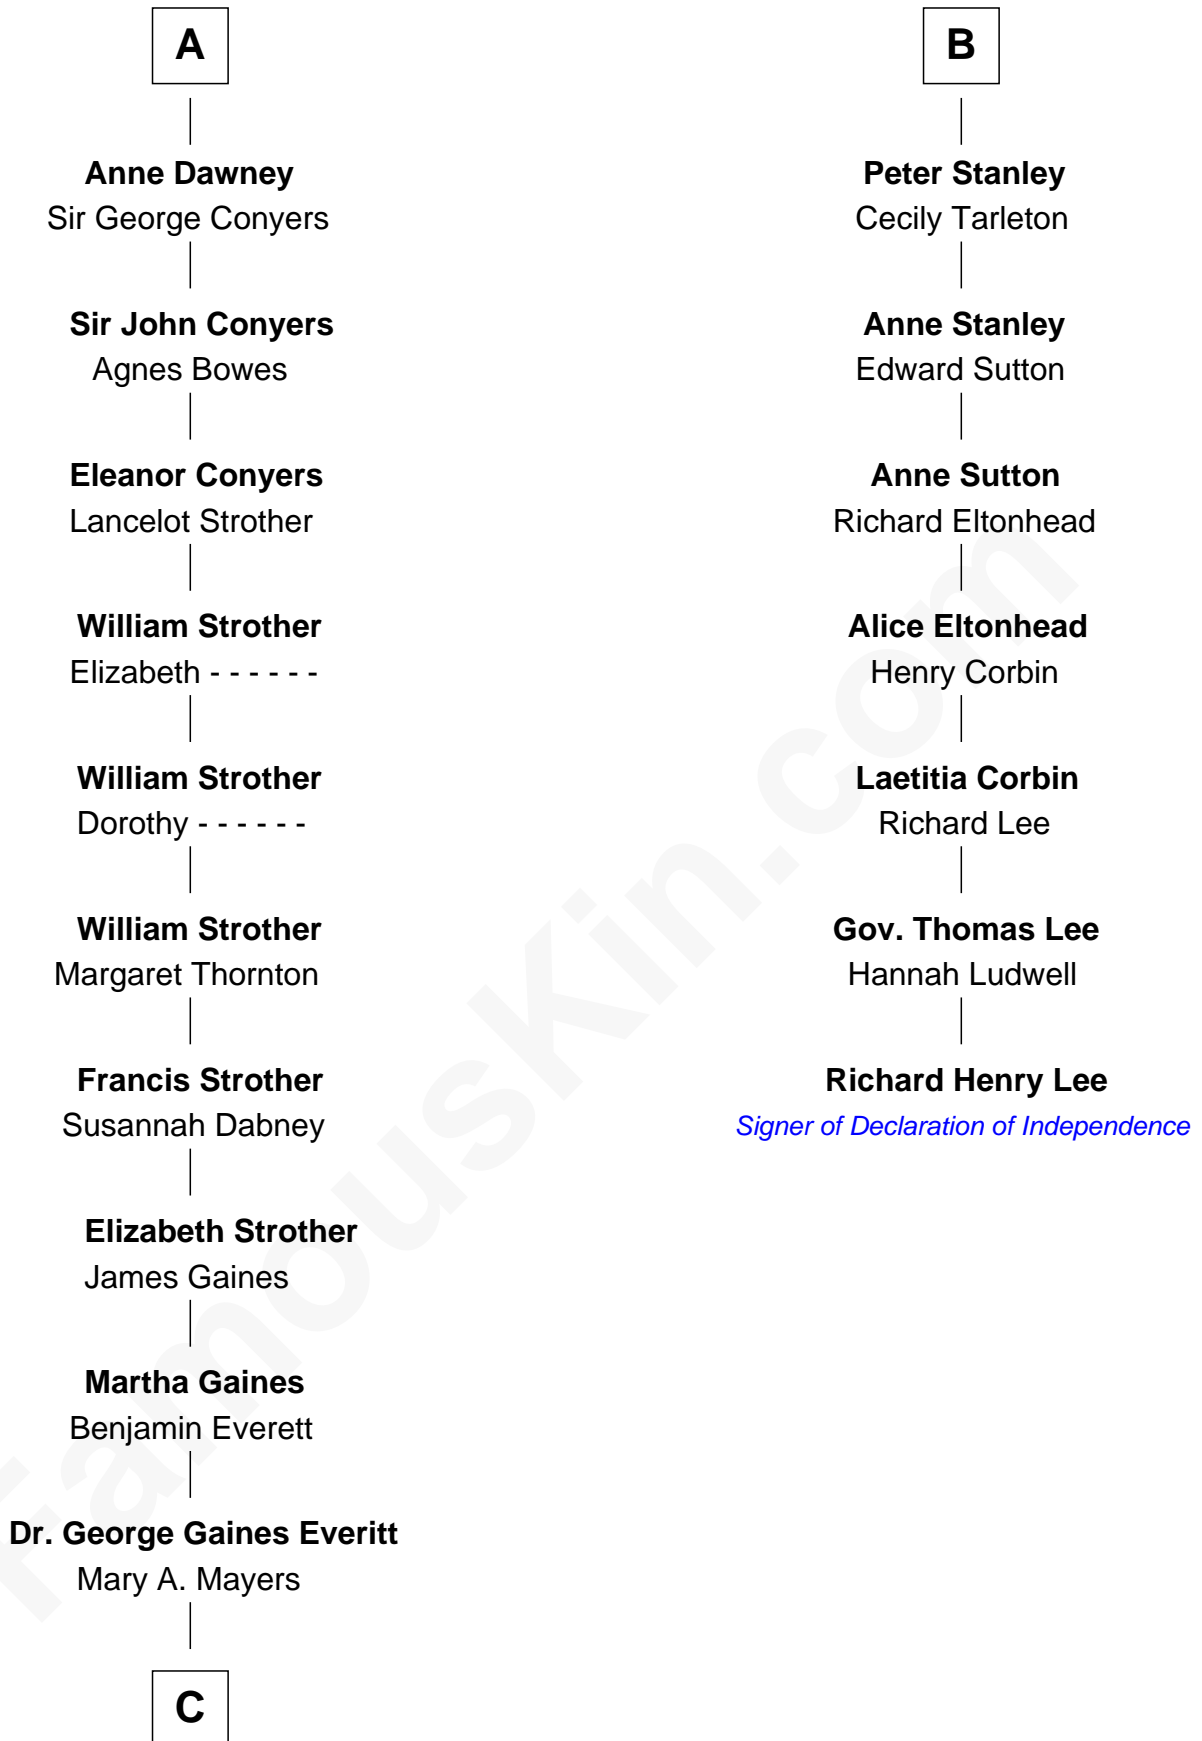 A
Anne Dawney
Sir George Conyers
Sir John Conyers
Agnes Bowes
Eleanor Conyers
Lancelot Strother
William Strother
Elizabeth - - - - - -
William Strother
Dorothy - - - - - -
William Strother
Margaret Thornton
Francis Strother
Susannah Dabney
Elizabeth Strother
James Gaines
Martha Gaines
Benjamin Everett
Dr. George Gaines Everitt
Mary A. Mayers
C
B
Peter Stanley
Cecily Tarleton
Anne Stanley
Edward Sutton
Anne Sutton
Richard Eltonhead
Alice Eltonhead
Henry Corbin
Laetitia Corbin
Richard Lee
Gov. Thomas Lee
Hannah Ludwell
Richard Henry Lee
Signer of Declaration of Independence
FamousKin.com